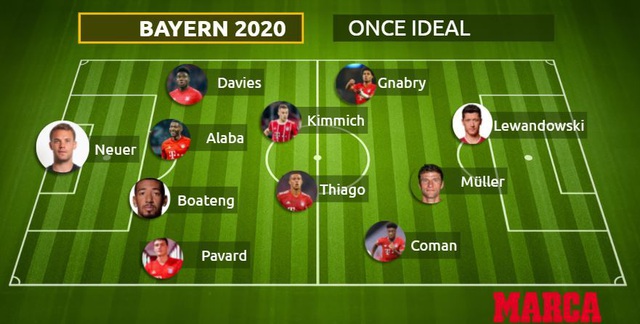 BAYERN 2020
ONCE IDEAL
Davies
Gnabry
Kimmich
Lewandowski
Alaba
Neuer
Müller
Thiago
Boateng
Coman
Pavard
MARCA